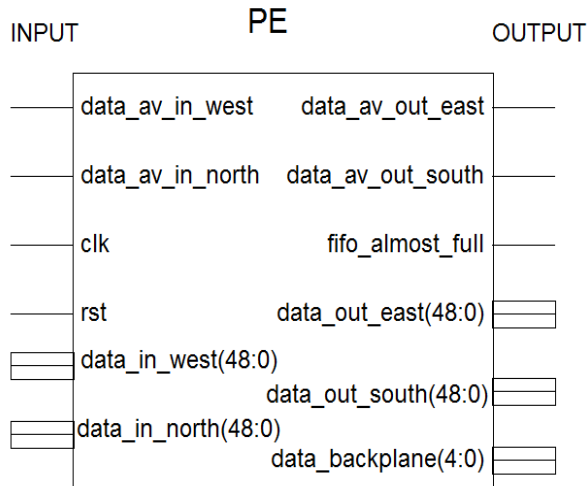 PE
INPUT
OUTPUT
data_av_in_west
data_av_out_east
data_av_in_north
data_av_out_south
clk
fifo_almost_full
rst
data_out_east(48:0)
data_in_west(48:0)
data_out_south(48:0)
data_in_north(48:0)
data_backplane(4:0)